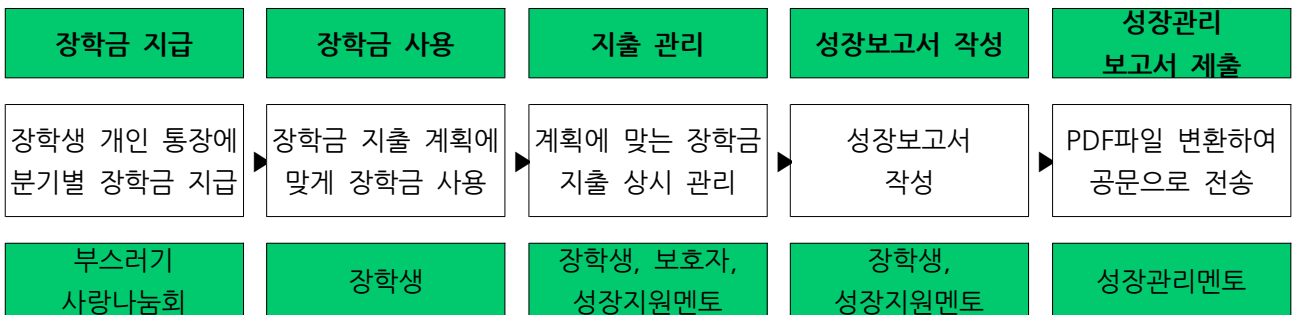 장학금 지급
장학금 사용
지출 관리
성장보고서 작성
성장관리
보고서 제출
장학생 개인 통장에
분기별 장학금 지급
장학금 지출 계획에
맞게 장학금 사용
계획에 맞는 장학금
지출 상시 관리
성장보고서
작성
PDF파일 변환하여
공문으로 전송
부스러기
사랑나눔회
장학생
장학생, 보호자,
성장지원멘토
장학생,
성장지원멘토
성장관리멘토